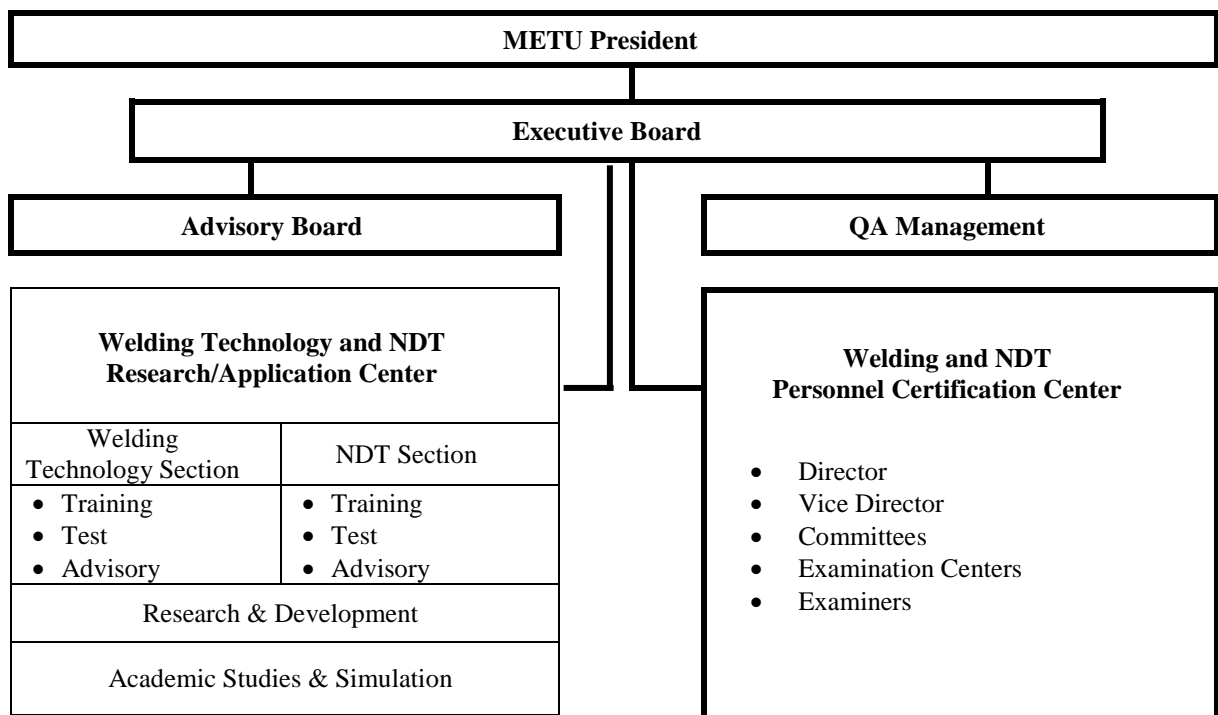 METU President
Executive Board
Advisory Board
QA Management
Welding Technology and NDT
Research/Application Center
Welding
Technology Section
NDT Section
• Training
• Test
• Advisory
• Training
• Test
• Advisory
Research & Development
Academic Studies & Simulation
Welding and NDT
Personnel Certification Center
• Director
• Vice Director
• Committees
• Examination Centers
• Examiners